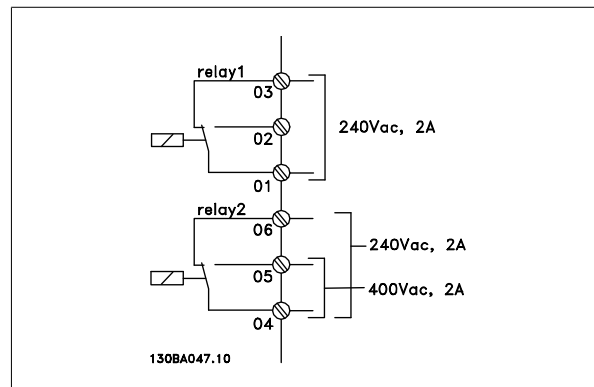 relay1
03
02
240Vac, 2A
01
relay2
06
240Vac, 2A
05
400Vac, 2A
04
130BA047.10